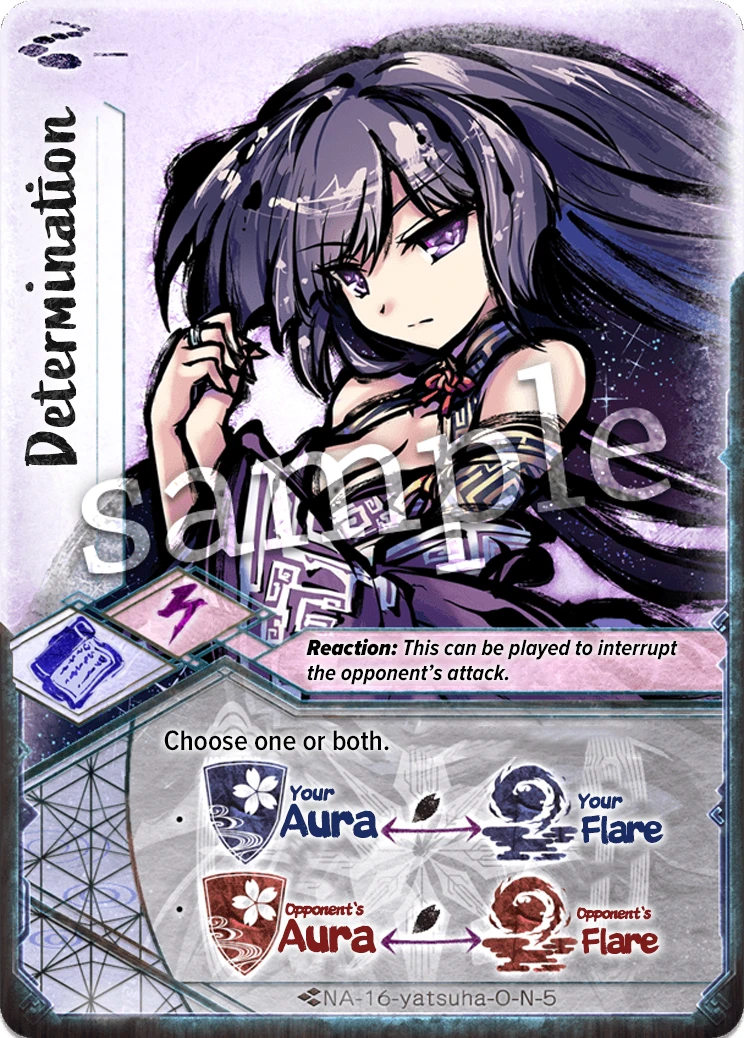 Determination
sample
Reaction: This can be played to interrupt
the opponent's attack.
Choose one or both.
• Your Aura Your Flare
• Opponent's Aura Opponent's Flare
NA-16-yatsuha-O-N-5